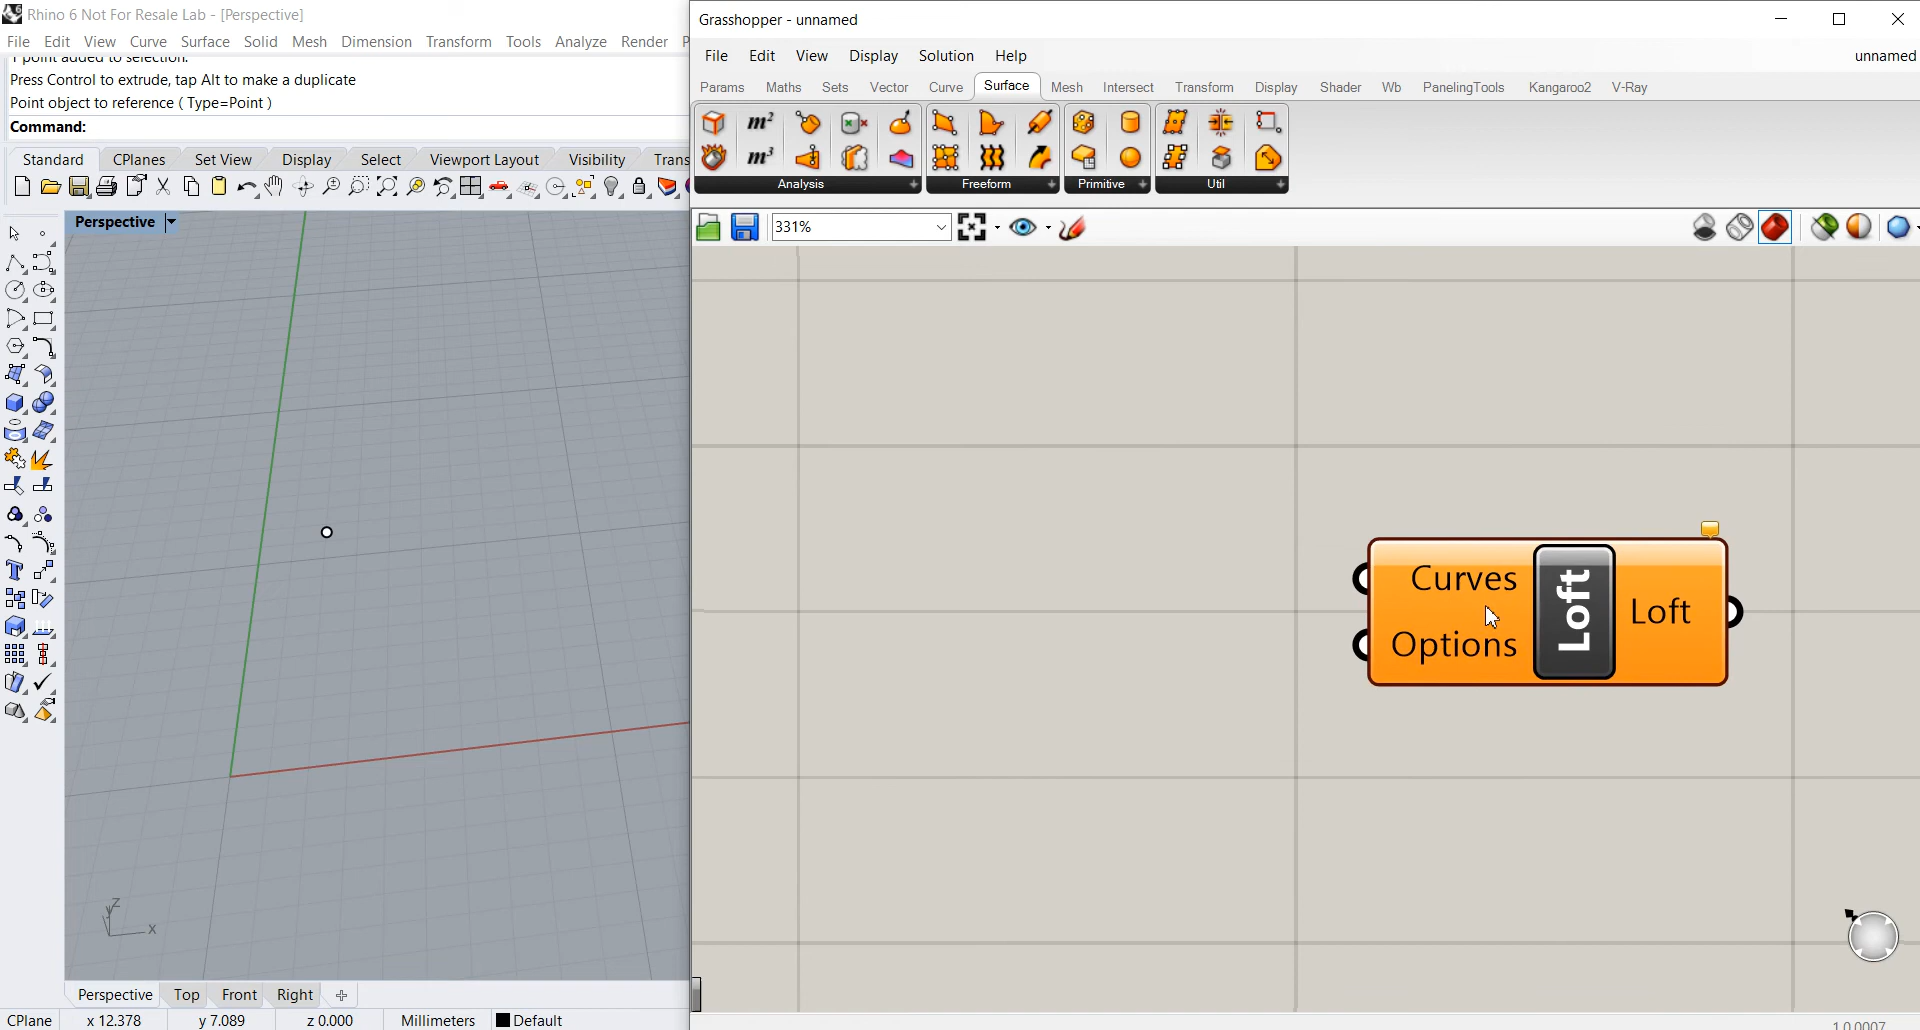 Rhino 6 Not For Resale Lab - [Perspective]
File Edit View Curve Surface Solid Mesh Dimension Transform Tools Analyze Render P
1 point added to selection.
Press Control to extrude, tap Alt to make a duplicate
Point object to reference ( Type=Point )
Command:
Standard CPlanes Set View Display Select Viewport Layout Visibility Trans
Perspective
z
x
Perspective Top Front Right
CPlane x 12.378 y 7.089 z 0.000 Millimeters Default
Grasshopper - unnamed
File Edit View Display Solution Help unnamed
Params Maths Sets Vector Curve Surface Mesh Intersect Transform Display Shader Wb PanelingTools Kangaroo2 V-Ray
m²
m³
Analysis Freeform Primitive Util
331%
Curves
Options
Loft
Loft
1.0.0007